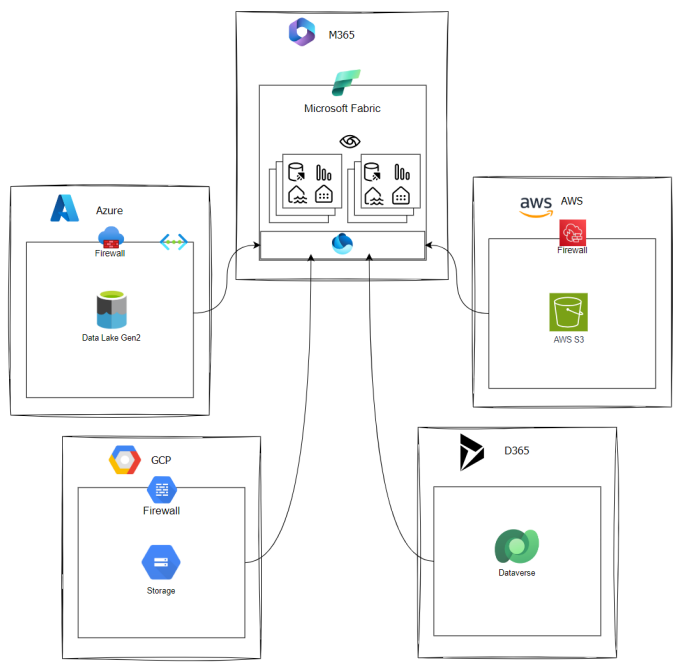 M365
Microsoft Fabric
Azure
Firewall
Data Lake Gen2
aws
AWS
Firewall
AWS S3
GCP
Firewall
Storage
D365
Dataverse